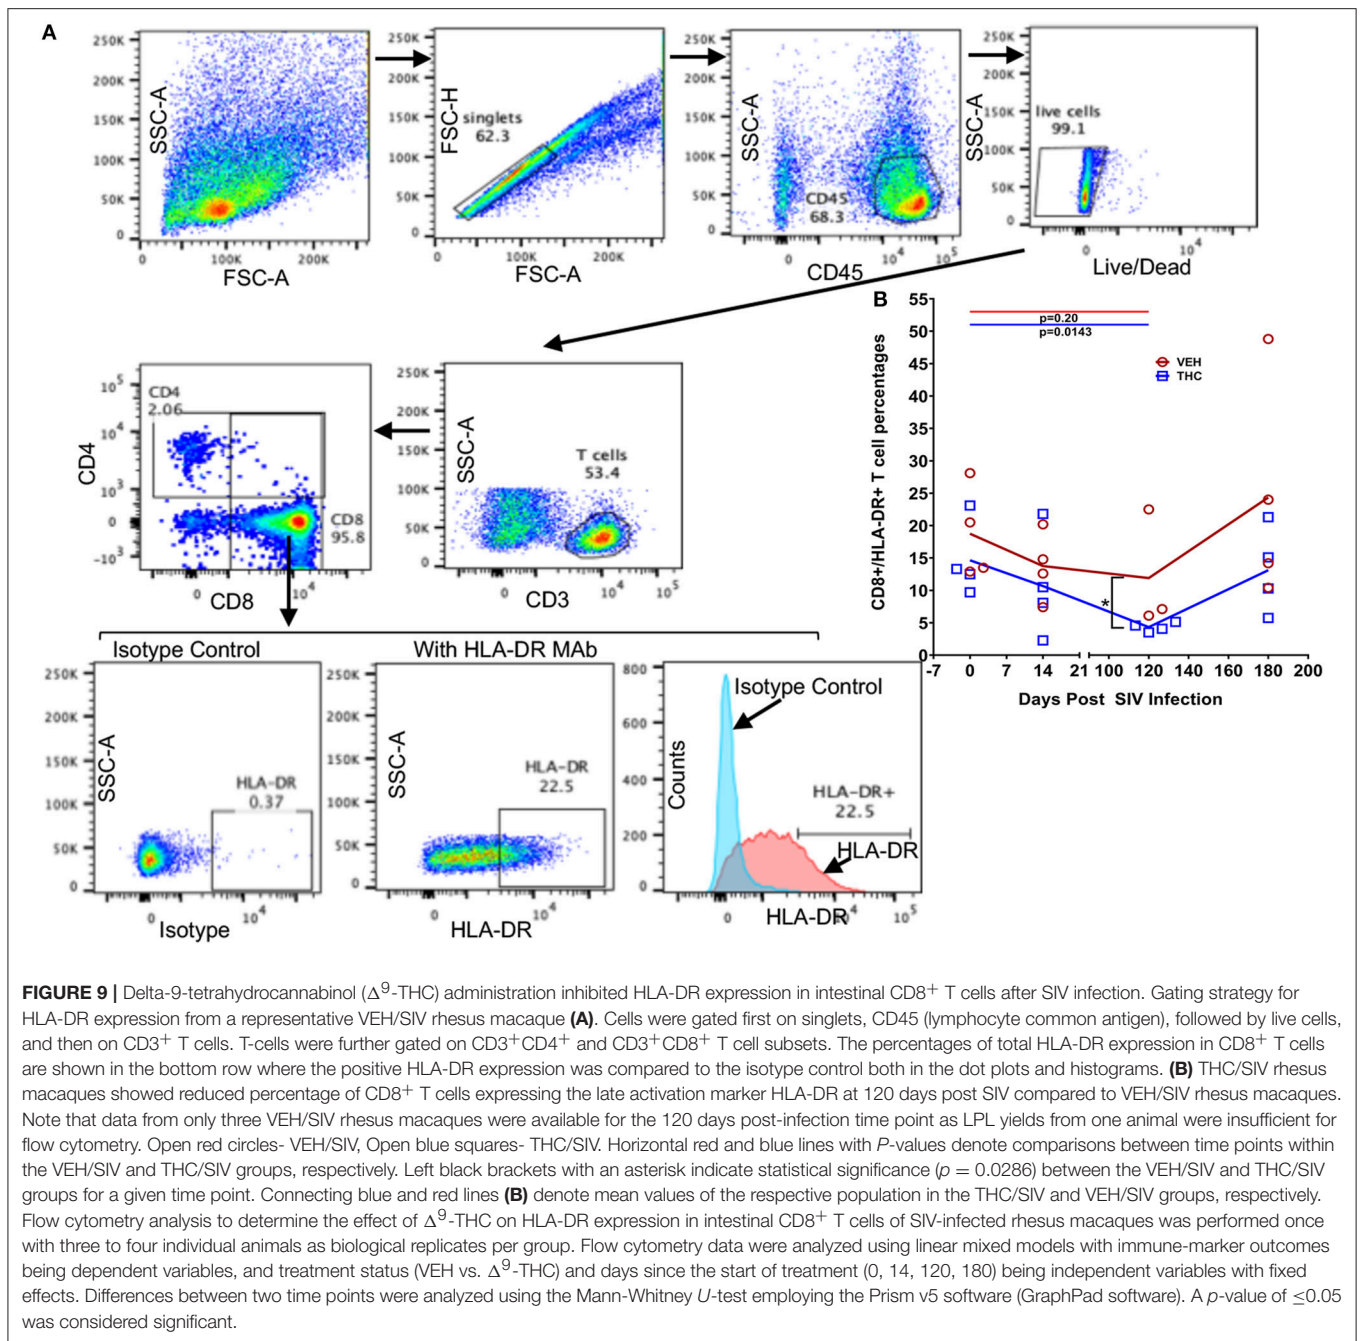 A
250K
200K
150K
100K
50K
0
SSC-A
0 100K 200K
FSC-A
250K
200K
150K
100K
50K
0
FSC-H
singlets
62.3
0 100K 200K
FSC-A
250K
200K
150K
100K
50K
0
SSC-A
CD45
68.3
0 10^4 10^5
CD45
250K
200K
150K
100K
50K
0
SSC-A
live cells
99.1
0 10^4
Live/Dead
10^5
10^4
10^3
0
-10^3
CD4
CD4
2.06
CD8
95.8
10^4
CD8
250K
200K
150K
100K
50K
0
SSC-A
T cells
53.4
0 10^4 10^5
CD3
B
55
50
45
40
35
30
25
20
15
10
5
0
CD8+/HLA-DR+ T cell percentages
p=0.20
p=0.0143
VEH
THC
*
-7 0 7 14 21 100 120 140 160 180 200
Days Post SIV Infection
Isotype Control
250K
200K
150K
100K
50K
0
SSC-A
HLA-DR
0.37
0 10^4
Isotype
With HLA-DR MAb
250K
200K
150K
100K
50K
0
SSC-A
HLA-DR
22.5
0 10^4
HLA-DR
800
600
400
200
0
Counts
Isotype Control
HLA-DR+
22.5
HLA-DR
0 10^4 10^5
HLA-DR
FIGURE 9 | Delta-9-tetrahydrocannabinol (Δ⁹-THC) administration inhibited HLA-DR expression in intestinal CD8⁺ T cells after SIV infection. Gating strategy for
HLA-DR expression from a representative VEH/SIV rhesus macaque (A). Cells were gated first on singlets, CD45 (lymphocyte common antigen), followed by live cells,
and then on CD3⁺ T cells. T-cells were further gated on CD3⁺CD4⁺ and CD3⁺CD8⁺ T cell subsets. The percentages of total HLA-DR expression in CD8⁺ T cells
are shown in the bottom row where the positive HLA-DR expression was compared to the isotype control both in the dot plots and histograms. (B) THC/SIV rhesus
macaques showed reduced percentage of CD8⁺ T cells expressing the late activation marker HLA-DR at 120 days post SIV compared to VEH/SIV rhesus macaques.
Note that data from only three VEH/SIV rhesus macaques were available for the 120 days post-infection time point as LPL yields from one animal were insufficient for
flow cytometry. Open red circles- VEH/SIV, Open blue squares- THC/SIV. Horizontal red and blue lines with P-values denote comparisons between time points within
the VEH/SIV and THC/SIV groups, respectively. Left black brackets with an asterisk indicate statistical significance (p = 0.0286) between the VEH/SIV and THC/SIV
groups for a given time point. Connecting blue and red lines (B) denote mean values of the respective population in the THC/SIV and VEH/SIV groups, respectively.
Flow cytometry analysis to determine the effect of Δ⁹-THC on HLA-DR expression in intestinal CD8⁺ T cells of SIV-infected rhesus macaques was performed once
with three to four individual animals as biological replicates per group. Flow cytometry data were analyzed using linear mixed models with immune-marker outcomes
being dependent variables, and treatment status (VEH vs. Δ⁹-THC) and days since the start of treatment (0, 14, 120, 180) being independent variables with fixed
effects. Differences between two time points were analyzed using the Mann-Whitney U-test employing the Prism v5 software (GraphPad software). A p-value of ≤0.05
was considered significant.